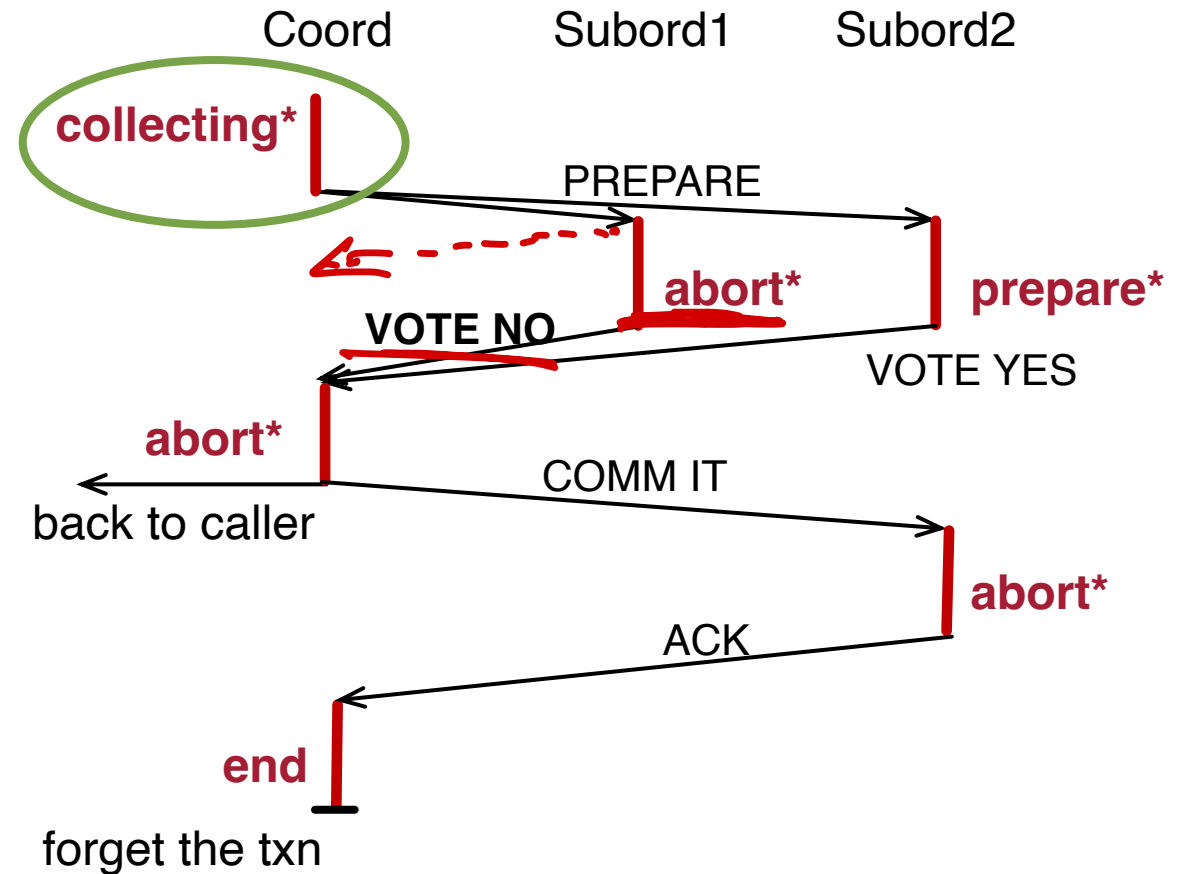 Coord Subord1 Subord2
collecting*
PREPARE
abort* prepare*
VOTE NO
VOTE YES
abort*
COMM IT
back to caller
abort*
ACK
end
forget the txn